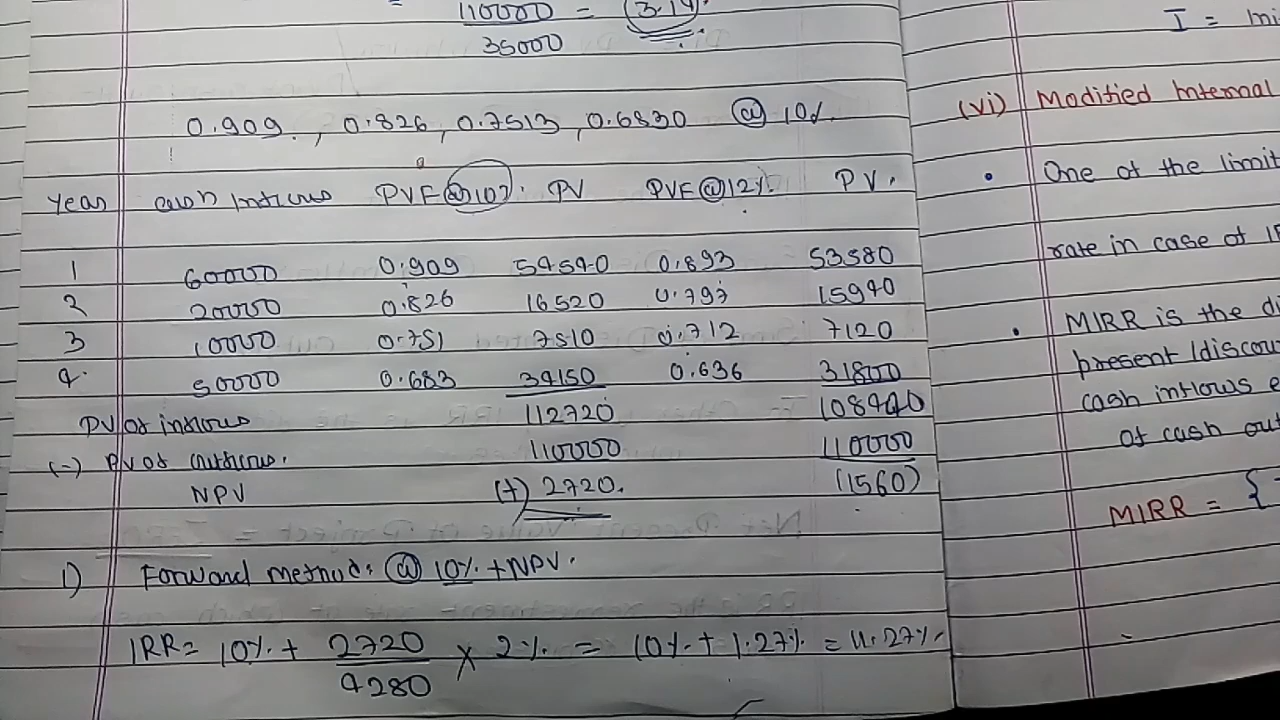 110000 = (3.14)
35000
0.909, 0.826, 0.7513, 0.6830 @ 10%
Year cash Inflows PVF @ 10% PV PVF @ 12% PV.
1 60000 0.909 54540 0.893 53580
2 20000 0.826 16520 0.797 15940
3 10000 0.751 7510 0.712 7120
4. 50000 0.683 34150 0.636 31800
PV of inflows 112720 108440
(-) PV of outflows. 110000 110000
NPV (+) 2720. (1560)
1) Forward method: @ 10% + NPV.
IRR = 10% + 2720 × 2% = 10% + 1.27% = 11.27%
4280
I =
(vi) Modified Internal
• One of the
rate in case of
• MIRR is the
present
cash inflows
of cash
MIRR = {